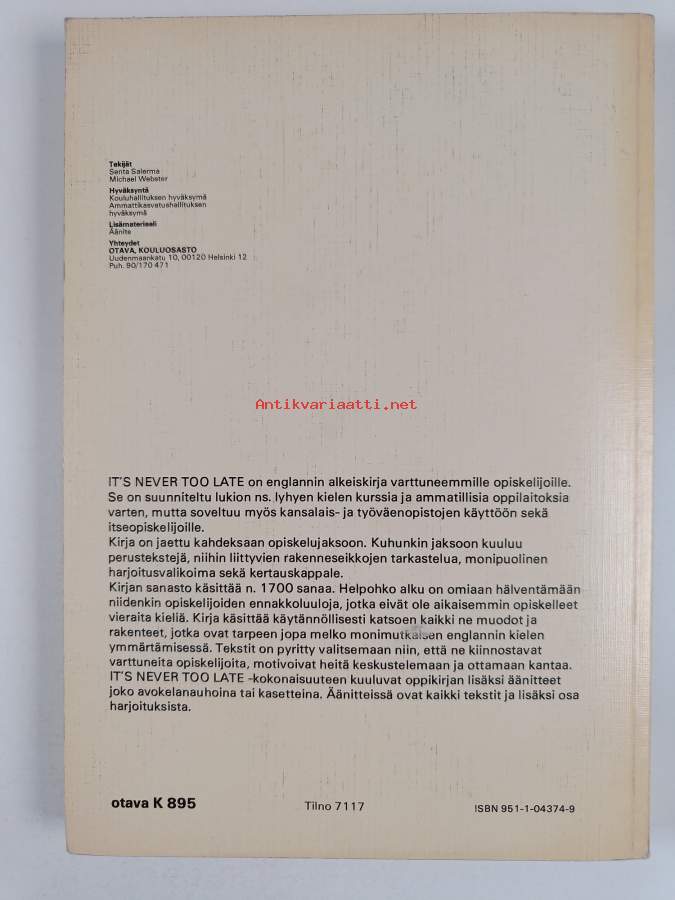 Tekijät
Senta Salerma
Michael Webster
Hyväksyntä
Kouluhallituksen hyväksymä
Ammattikasvatushallituksen
hyväksymä
Lisämateriaali
Äänite
Yhteydet
OTAVA, KOULUOSASTO
Uudenmaankatu 10, 00120 Helsinki 12
Puh. 90/170 471
Antikvariaatti.net
IT'S NEVER TOO LATE on englannin alkeiskirja varttuneemmille opiskelijoille.
Se on suunniteltu lukion ns. lyhyen kielen kurssia ja ammatillisia oppilaitoksia
varten, mutta soveltuu myös kansalais- ja työväenopistojen käyttöön sekä
itseopiskelijoille.
Kirja on jaettu kahdeksaan opiskelujaksoon. Kuhunkin jaksoon kuuluu
perustekstejä, niihin liittyvien rakenneseikkojen tarkastelua, monipuolinen
harjoitusvalikoima sekä kertauskappale.
Kirjan sanasto käsittää n. 1700 sanaa. Helpohko alku on omiaan hälventämään
niidenkin opiskelijoiden ennakkoluuloja, jotka eivät ole aikaisemmin opiskelleet
vieraita kieliä. Kirja käsittää käytännöllisesti katsoen kaikki ne muodot ja
rakenteet, jotka ovat tarpeen jopa melko monimutkaisen englannin kielen
ymmärtämisessä. Tekstit on pyritty valitsemaan niin, että ne kiinnostavat
varttuneita opiskelijoita, motivoivat heitä keskustelemaan ja ottamaan kantaa.
IT'S NEVER TOO LATE -kokonaisuuteen kuuluvat oppikirjan lisäksi äänitteet
joko avokelanauhoina tai kasetteina. Äänitteissä ovat kaikki tekstit ja lisäksi osa
harjoituksista.
otava K 895
Tilno 7117
ISBN 951-1-04374-9